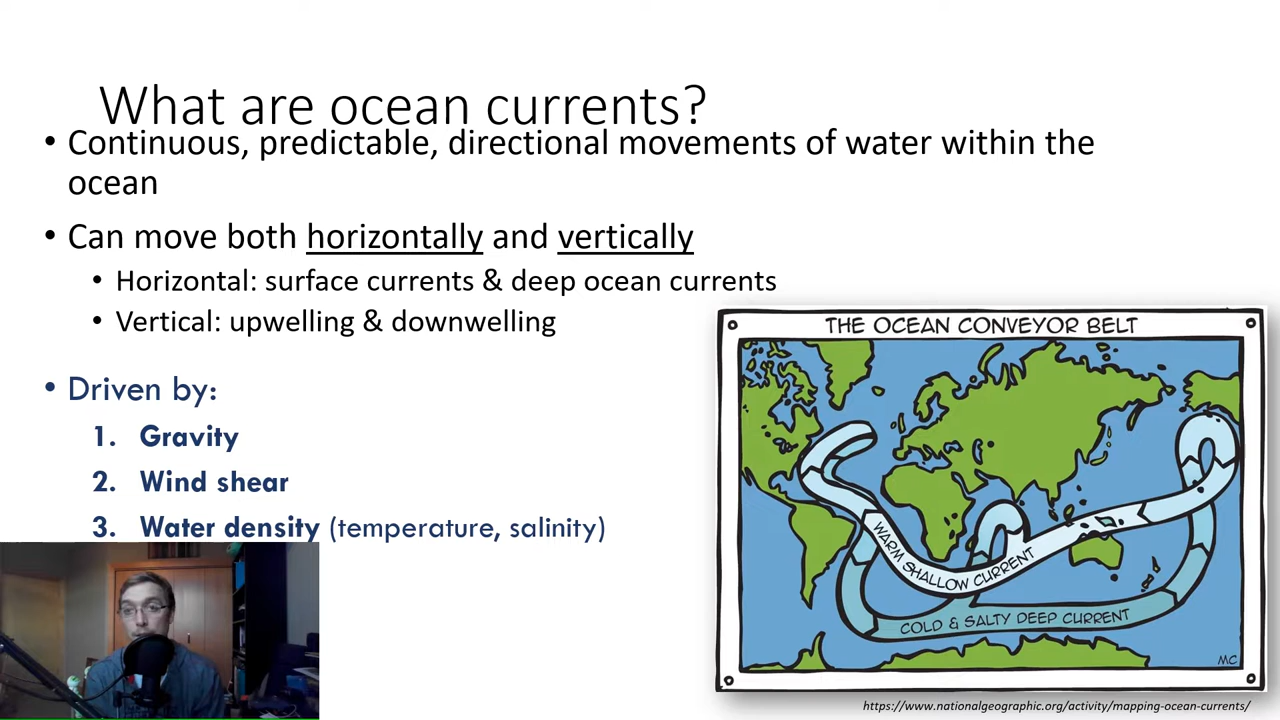 What are ocean currents?
• Continuous, predictable, directional movements of water within the
ocean
• Can move both horizontally and vertically
• Horizontal: surface currents & deep ocean currents
• Vertical: upwelling & downwelling
• Driven by:
1. Gravity
2. Wind shear
3. Water density (temperature, salinity)
THE OCEAN CONVEYOR BELT
WARM SHALLOW CURRENT
COLD & SALTY DEEP CURRENT
MC
https://www.nationalgeographic.org/activity/mapping-ocean-currents/